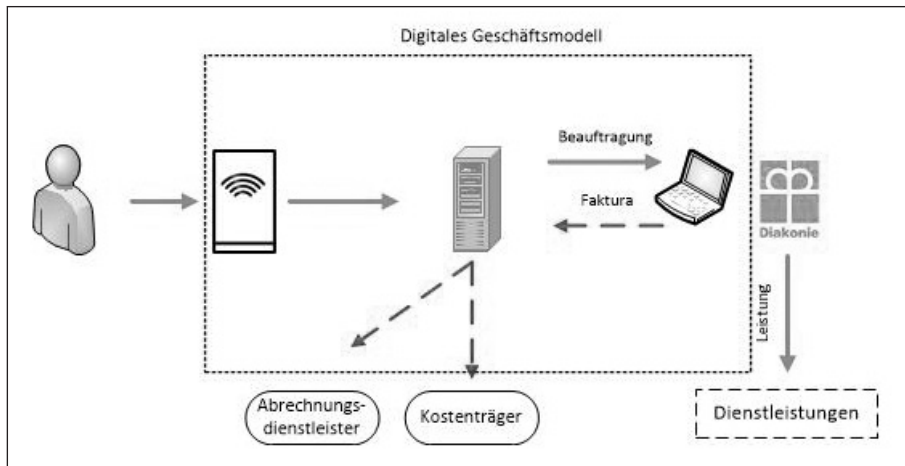 Digitales Geschäftsmodell
Beauftragung
Faktura
Diakonie
Leistung
Abrechnungs-
dienstleister
Kostenträger
Dienstleistungen